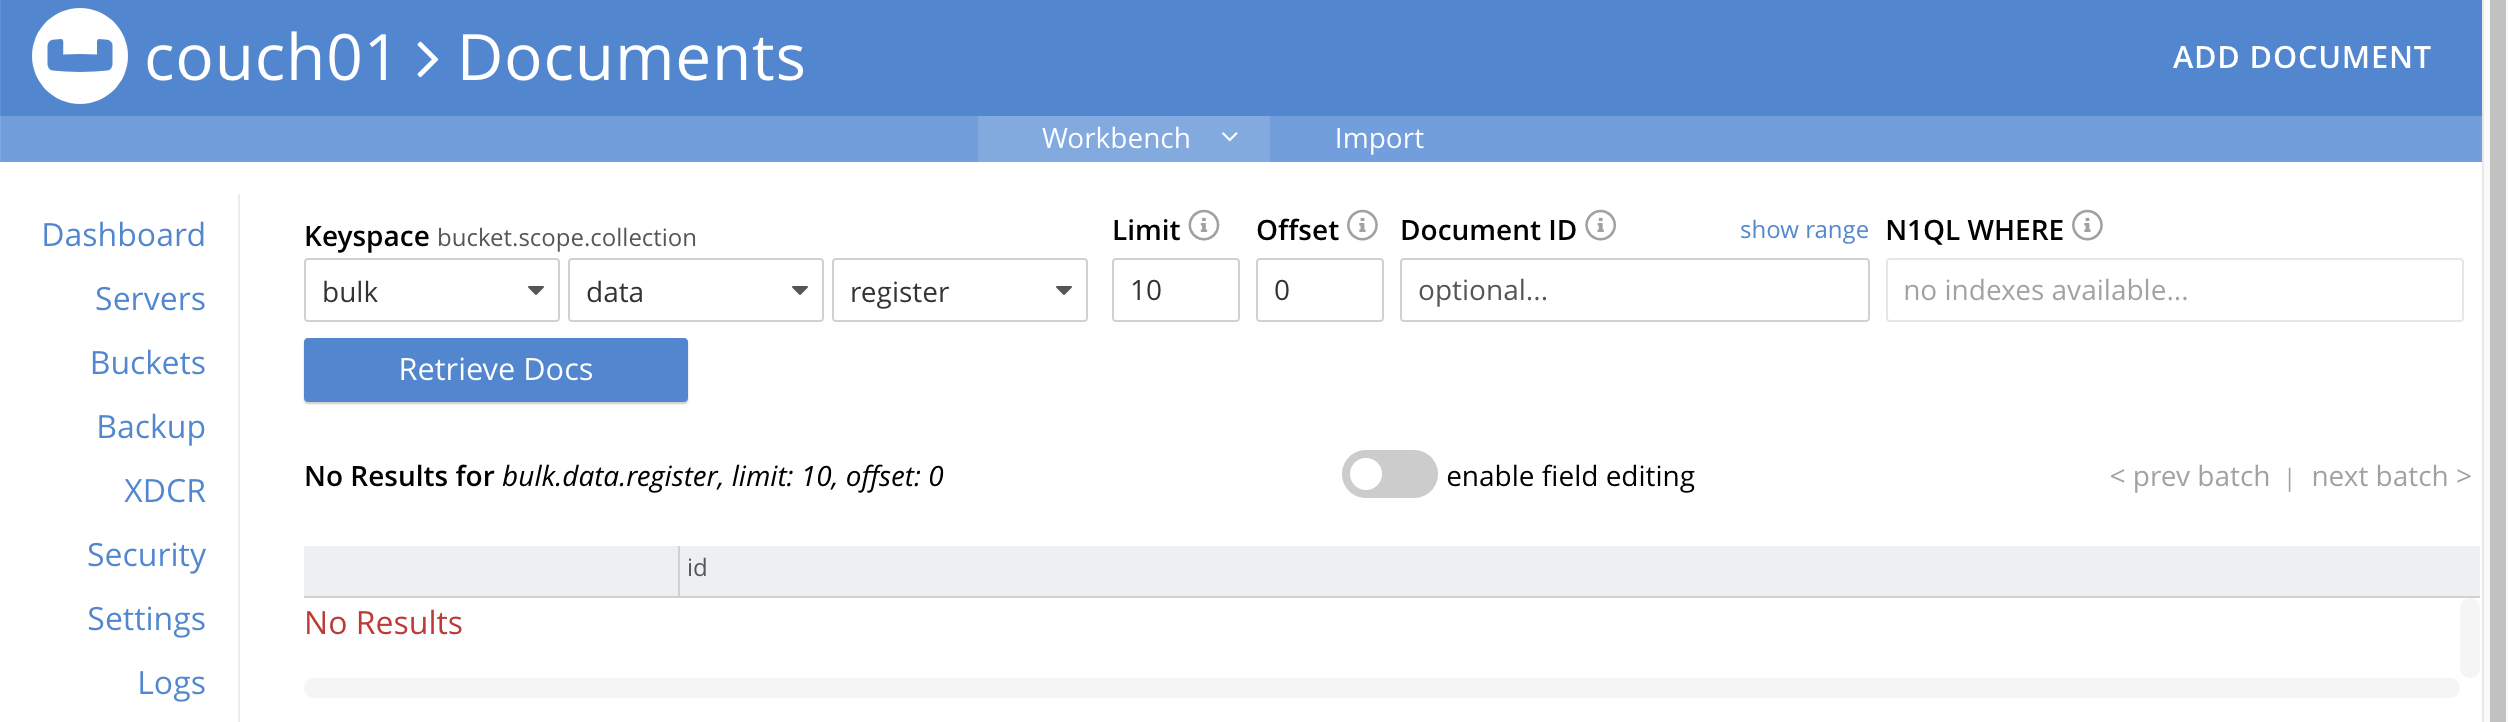 couch01 > Documents
ADD DOCUMENT
Workbench
Import
Dashboard
Servers
Buckets
Backup
XDCR
Security
Settings
Logs
Keyspace bucket.scope.collection
Limit
Offset
Document ID
show range
N1QL WHERE
bulk
data
register
10
0
optional...
no indexes available...
Retrieve Docs
No Results for bulk.data.register, limit: 10, offset: 0
enable field editing
< prev batch | next batch >
id
No Results